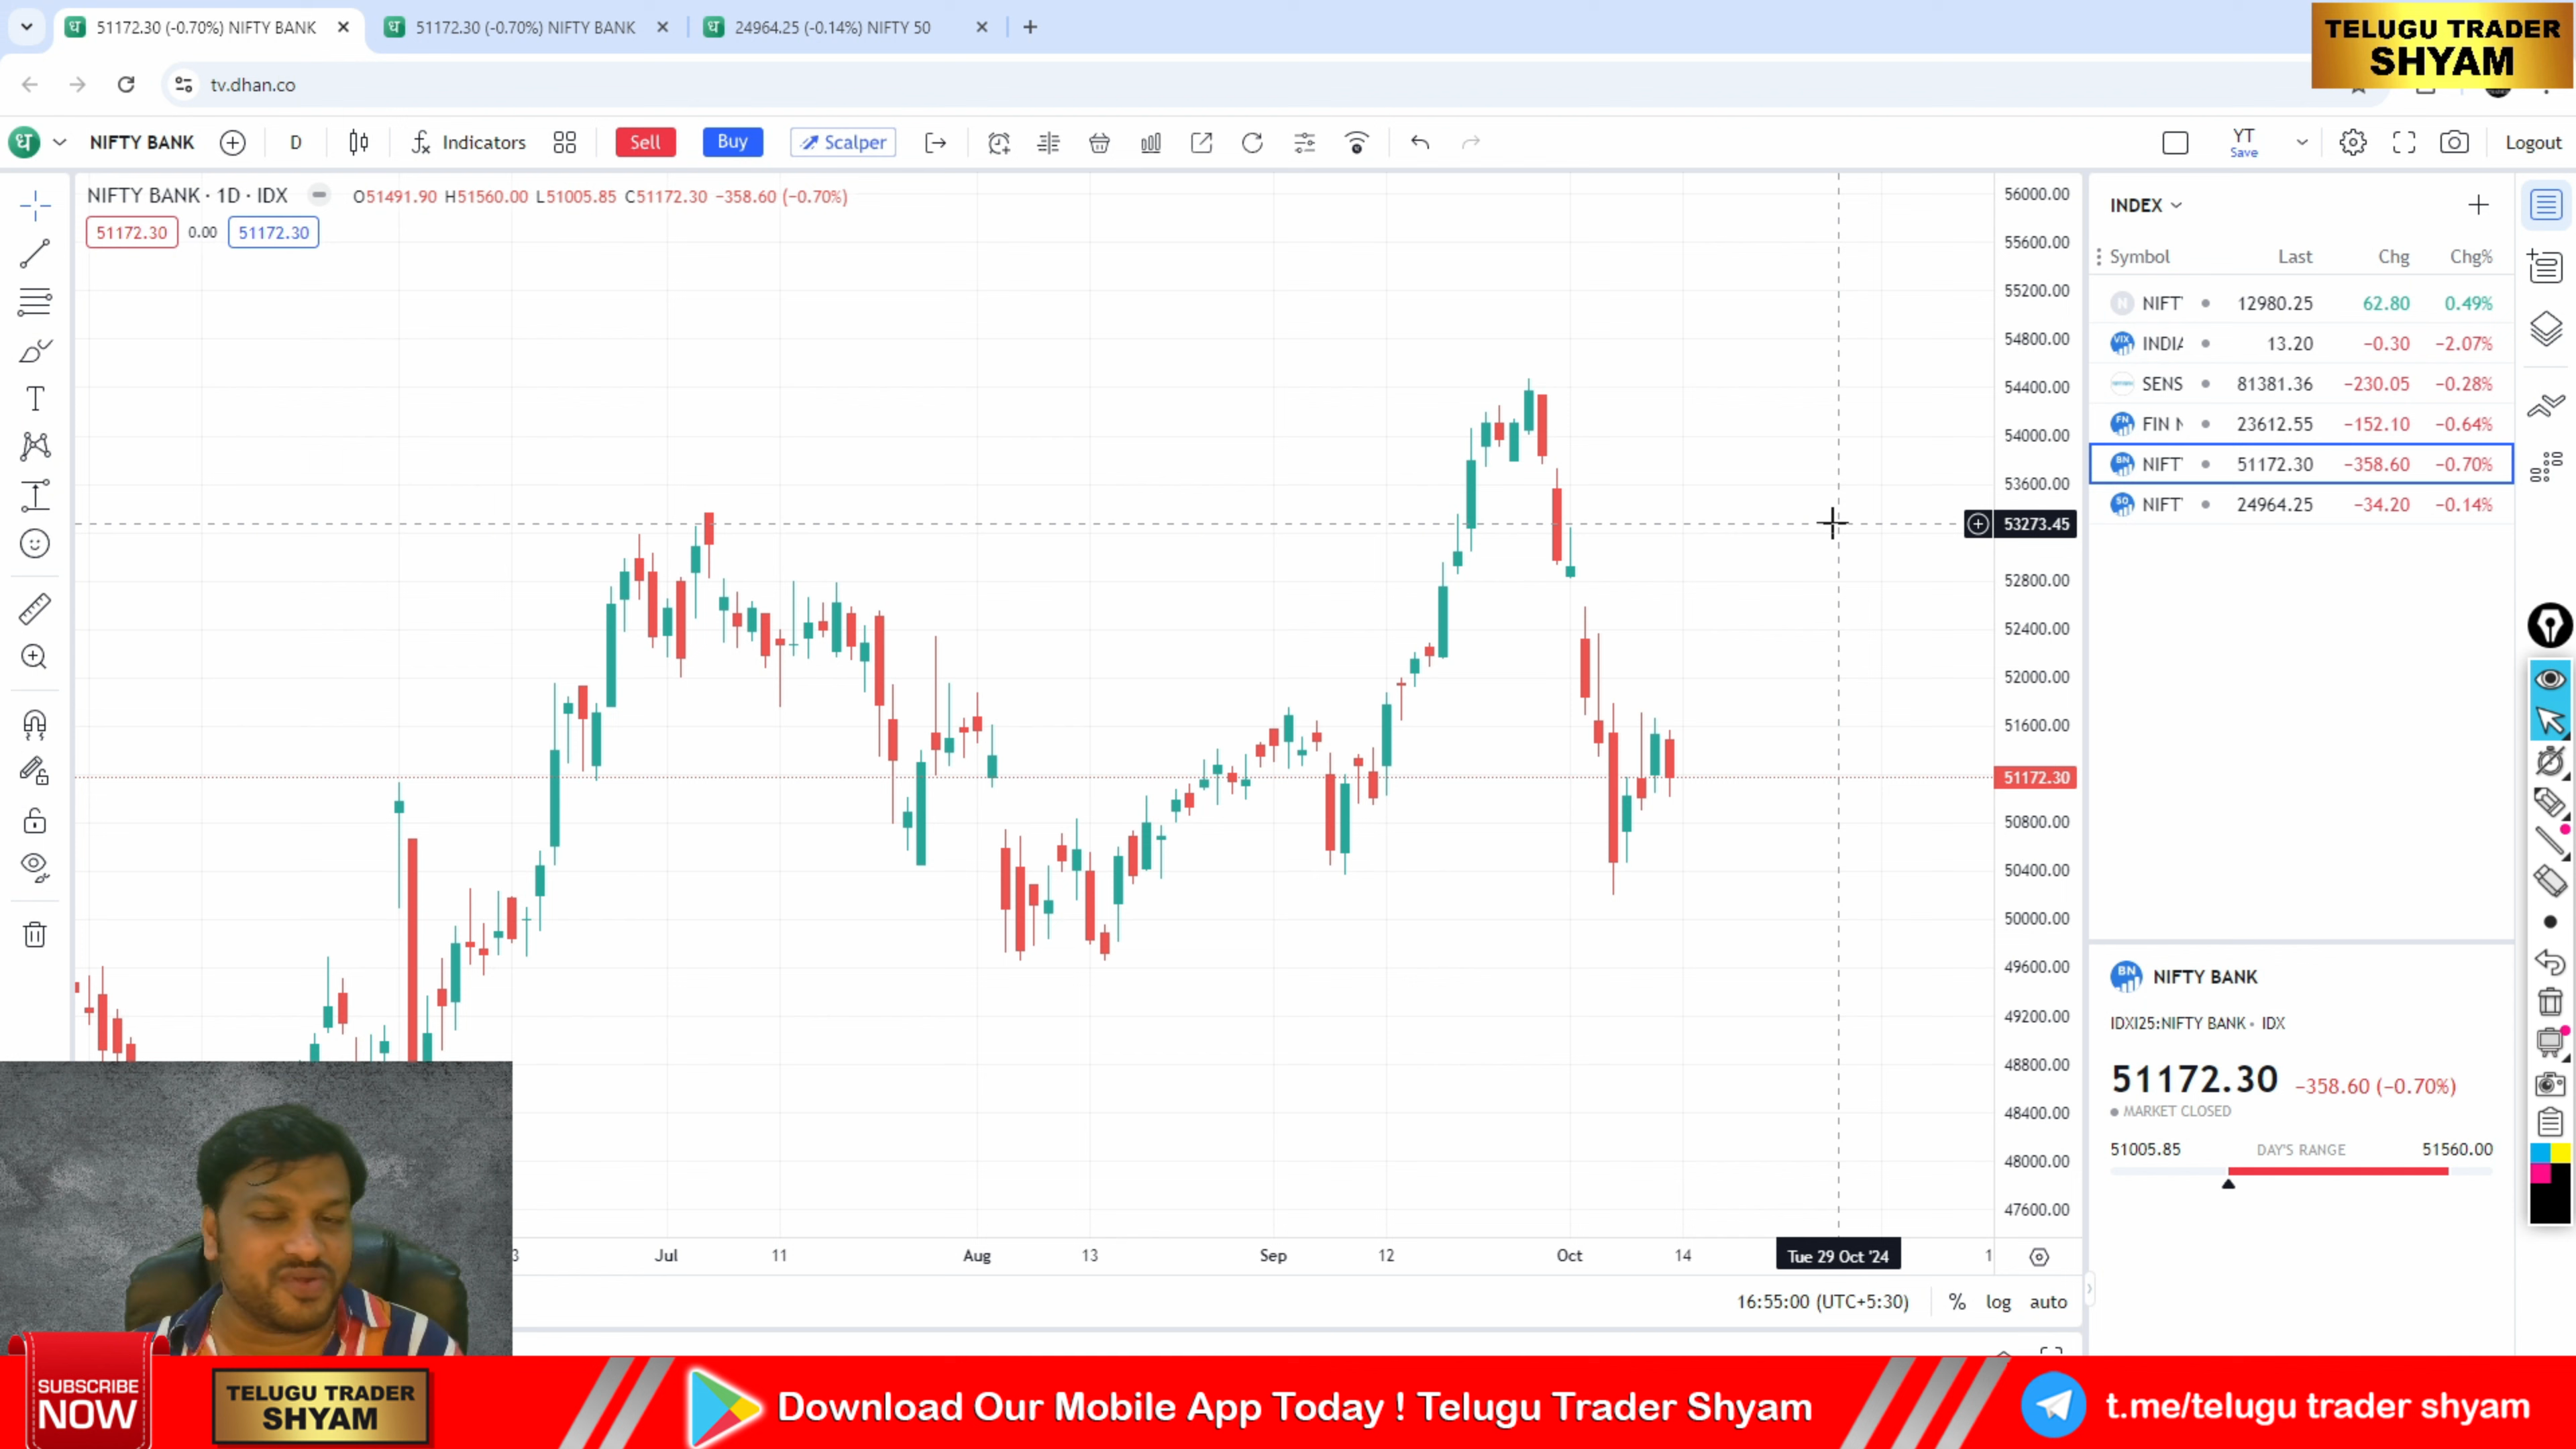 51172.30 (-0.70%) NIFTY BANK
51172.30 (-0.70%) NIFTY BANK
24964.25 (-0.14%) NIFTY 50
TELUGU TRADER
SHYAM
tv.dhan.co
NIFTY BANK
D
Indicators
Sell
Buy
Scalper
YT
Save
Logout
NIFTY BANK · 1D · IDX
O51491.90 H51560.00 L51005.85 C51172.30 −358.60 (−0.70%)
51172.30
0.00
51172.30
56000.00
55600.00
55200.00
54800.00
54400.00
54000.00
53600.00
53273.45
52800.00
52400.00
52000.00
51600.00
51172.30
50800.00
50400.00
50000.00
49600.00
49200.00
48800.00
48400.00
48000.00
47600.00
3 Jul 11 Aug 13 Sep 12 Oct 14 Tue 29 Oct '24 1
16:55:00 (UTC+5:30)
% log auto
INDEX
Symbol Last Chg Chg%
NIFT 12980.25 62.80 0.49%
INDIA 13.20 −0.30 −2.07%
SENS 81381.36 −230.05 −0.28%
FIN N 23612.55 −152.10 −0.64%
NIFT 51172.30 −358.60 −0.70%
NIFT 24964.25 −34.20 −0.14%
BN
NIFTY BANK
IDXI25:NIFTY BANK • IDX
51172.30 −358.60 (−0.70%)
MARKET CLOSED
51005.85 DAY'S RANGE 51560.00
SUBSCRIBE
NOW
TELUGU TRADER
SHYAM
Download Our Mobile App Today ! Telugu Trader Shyam
t.me/telugu trader shyam